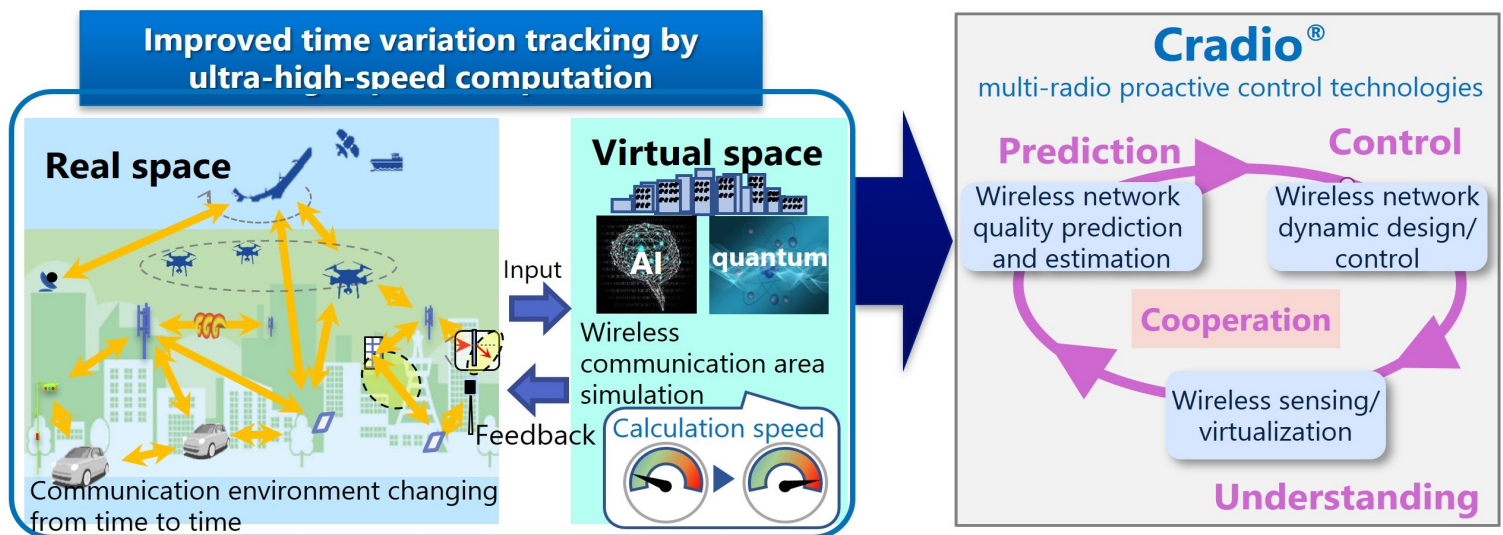 Improved time variation tracking by
ultra-high-speed computation
Real space
Communication environment changing
from time to time
Input
Feedback
Virtual space
AI
quantum
Wireless
communication area
simulation
Calculation speed
Cradio®
multi-radio proactive control technologies
Prediction
Control
Wireless network
quality prediction
and estimation
Wireless network
dynamic design/
control
Cooperation
Wireless sensing/
virtualization
Understanding